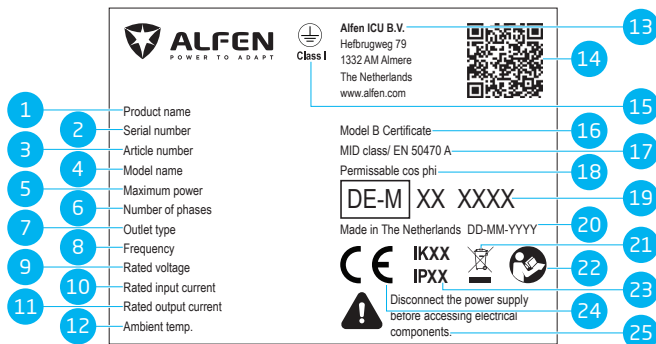 ALFEN
POWER TO ADAPT
Class I
Alfen ICU B.V.
Hefbrugweg 79
1332 AM Almere
The Netherlands
www.alfen.com
13
14
15
1 Product name
2 Serial number
3 Article number
4 Model name
5 Maximum power
6 Number of phases
7 Outlet type
8 Frequency
9 Rated voltage
10 Rated input current
11 Rated output current
12 Ambient temp.
Model B Certificate 16
MID class/ EN 50470 A 17
Permissable cos phi 18
DE-M XX XXXX 19
Made in The Netherlands DD-MM-YYYY 20
21
CE IKXX 22
IPXX 23
24
Disconnect the power supply
before accessing electrical
components. 25